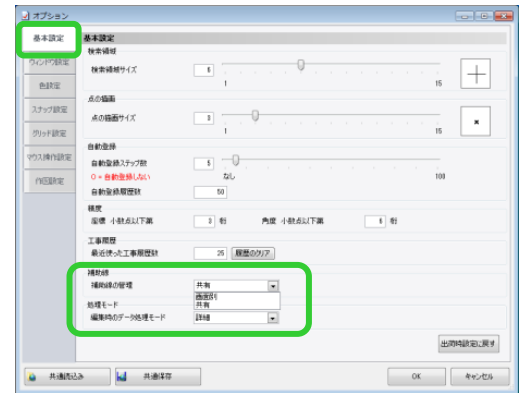 オプション
基本設定
ウィンドウ設定
色設定
スナップ設定
グリッド設定
マウス操作設定
作図設定
基本設定
検索領域
検索領域サイズ 6
1 15
点の描画
点の描画サイズ 3
1 15
自動登録
自動登録ステップ数 5
0 = 自動登録しない なし 100
自動登録履歴数 50
精度
座標 小数点以下第 3 桁 角度 小数点以下第 6 桁
工事履歴
最近使った工事履歴数 25 履歴のクリア
補助線
補助線の管理 共有
画面別
共有
処理モード
編集時のデータ処理モード 詳細
出荷時設定に戻す
共通読込み 共通保存 OK キャンセル